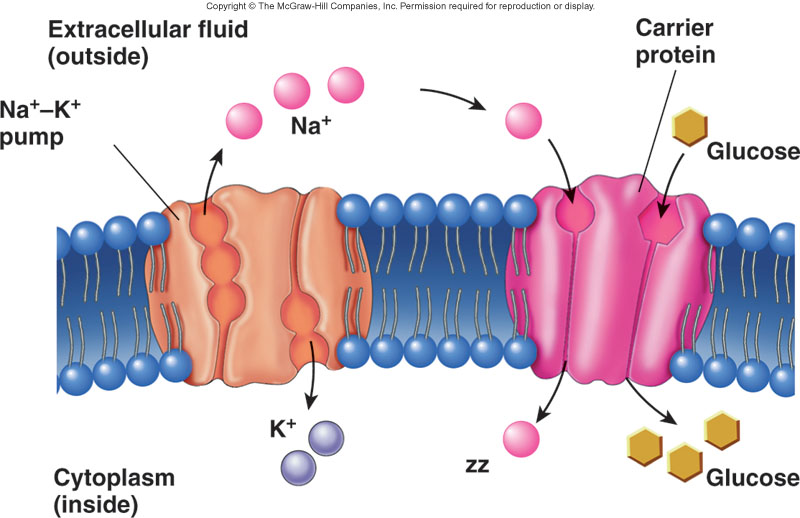 Copyright © The McGraw-Hill Companies, Inc. Permission required for reproduction or display.
Extracellular fluid
(outside)
Carrier
protein
Na⁺–K⁺
pump
Na⁺
Glucose
K⁺
zz
Cytoplasm
(inside)
Glucose